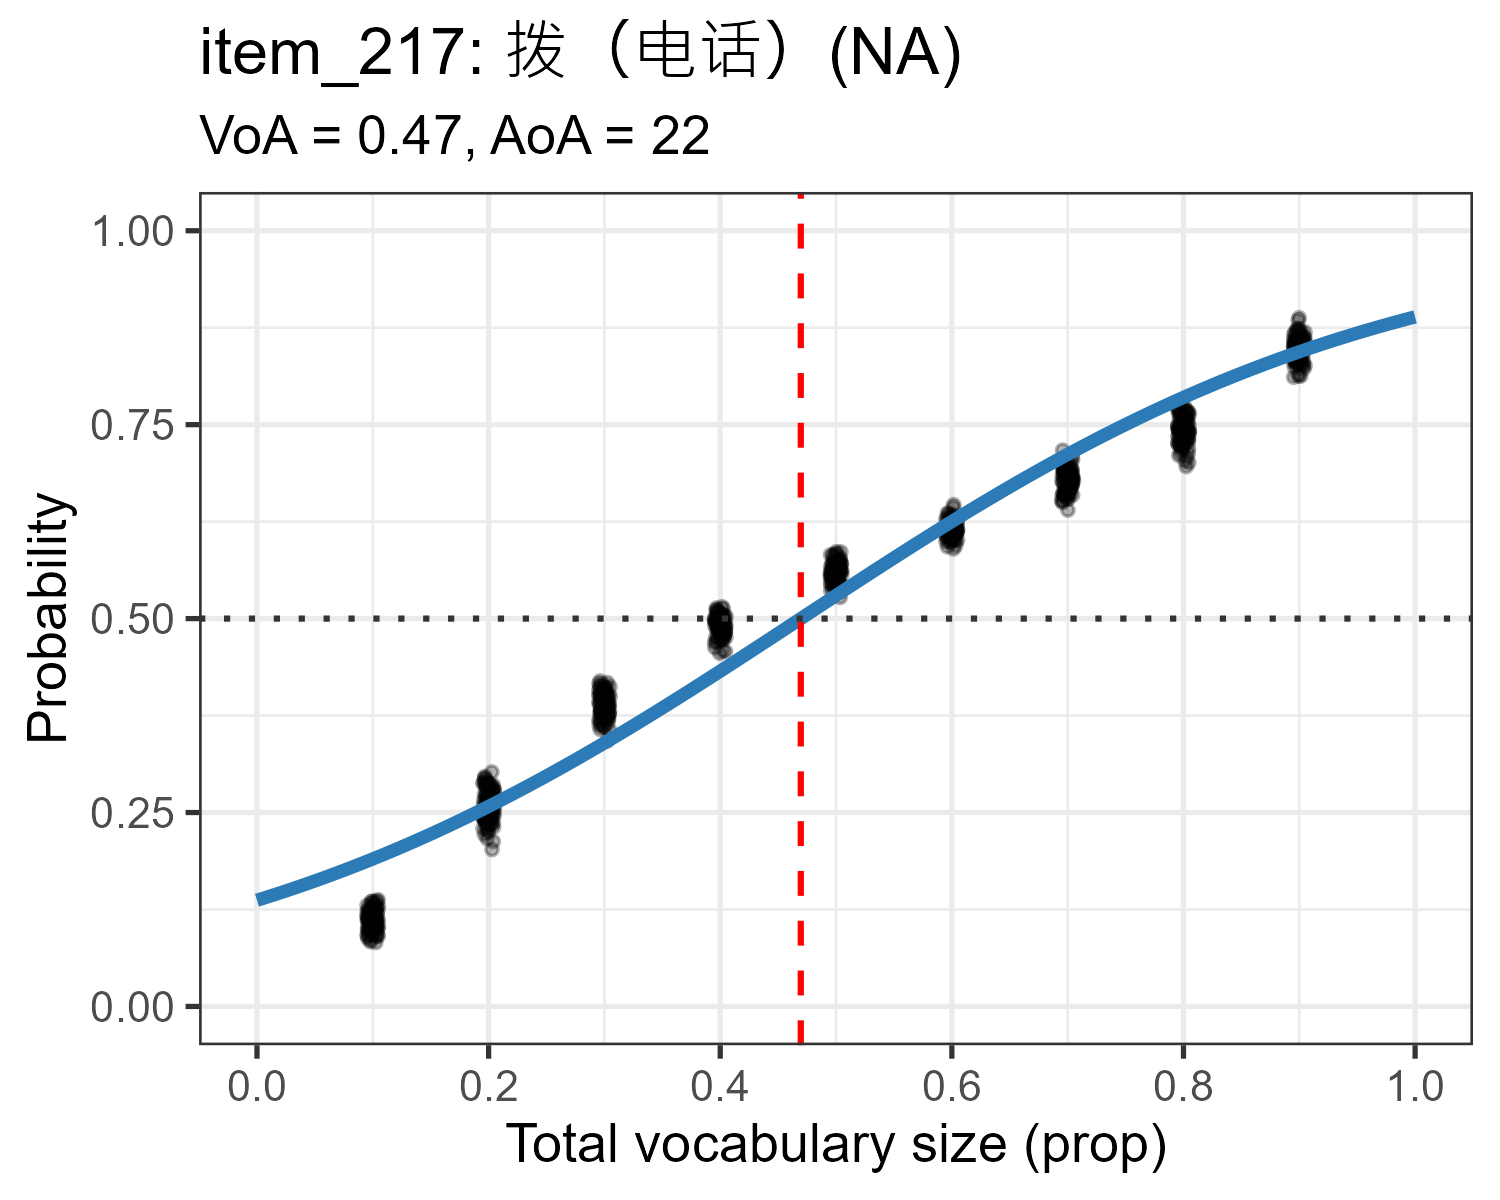 item_217: 拨（电话）(NA)
VoA = 0.47, AoA = 22
1.00
0.75
0.50
0.25
0.00
Probability
0.0 0.2 0.4 0.6 0.8 1.0
Total vocabulary size (prop)